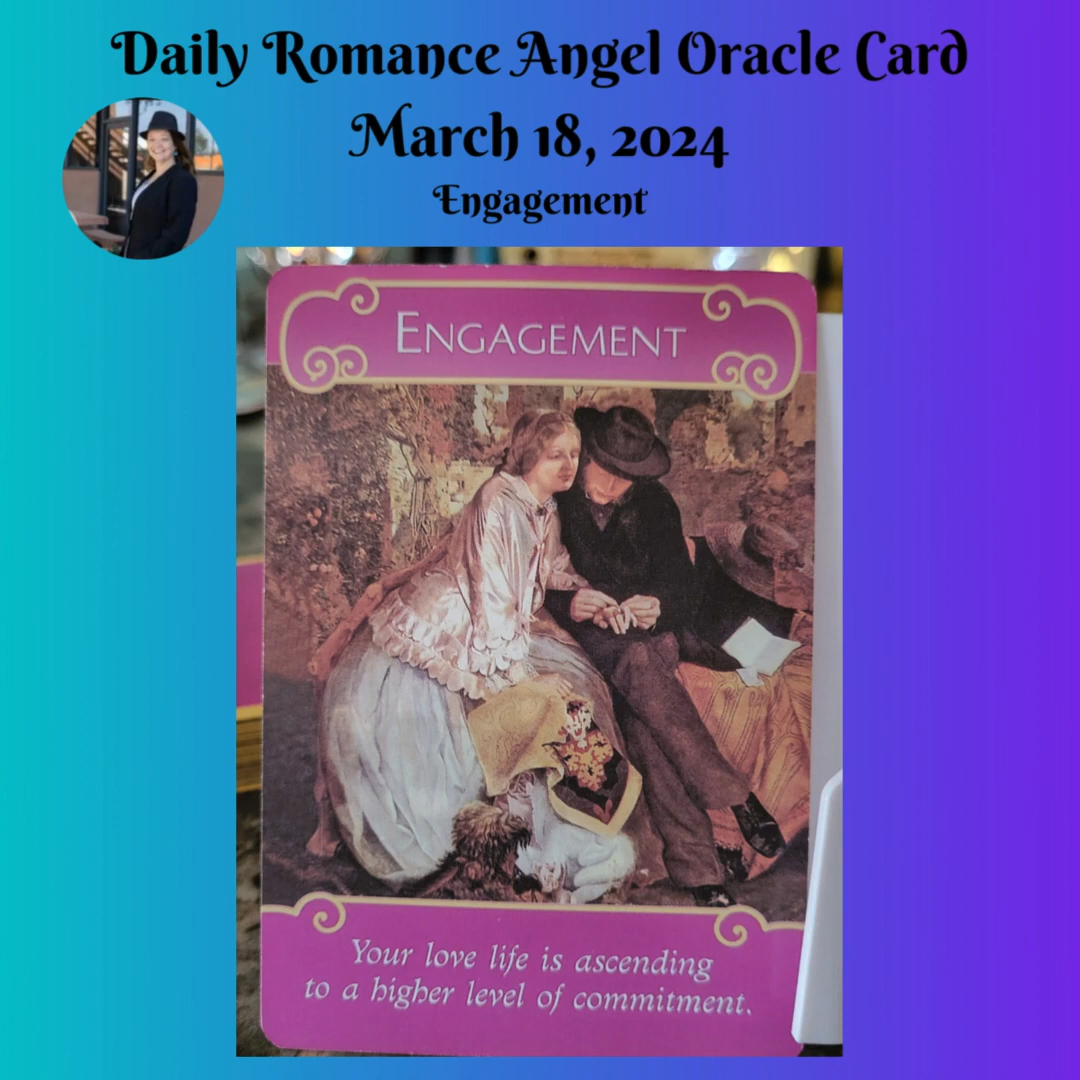 Daily Romance Angel Oracle Card
March 18, 2024
Engagement
ENGAGEMENT
Your love life is ascending
to a higher level of commitment.